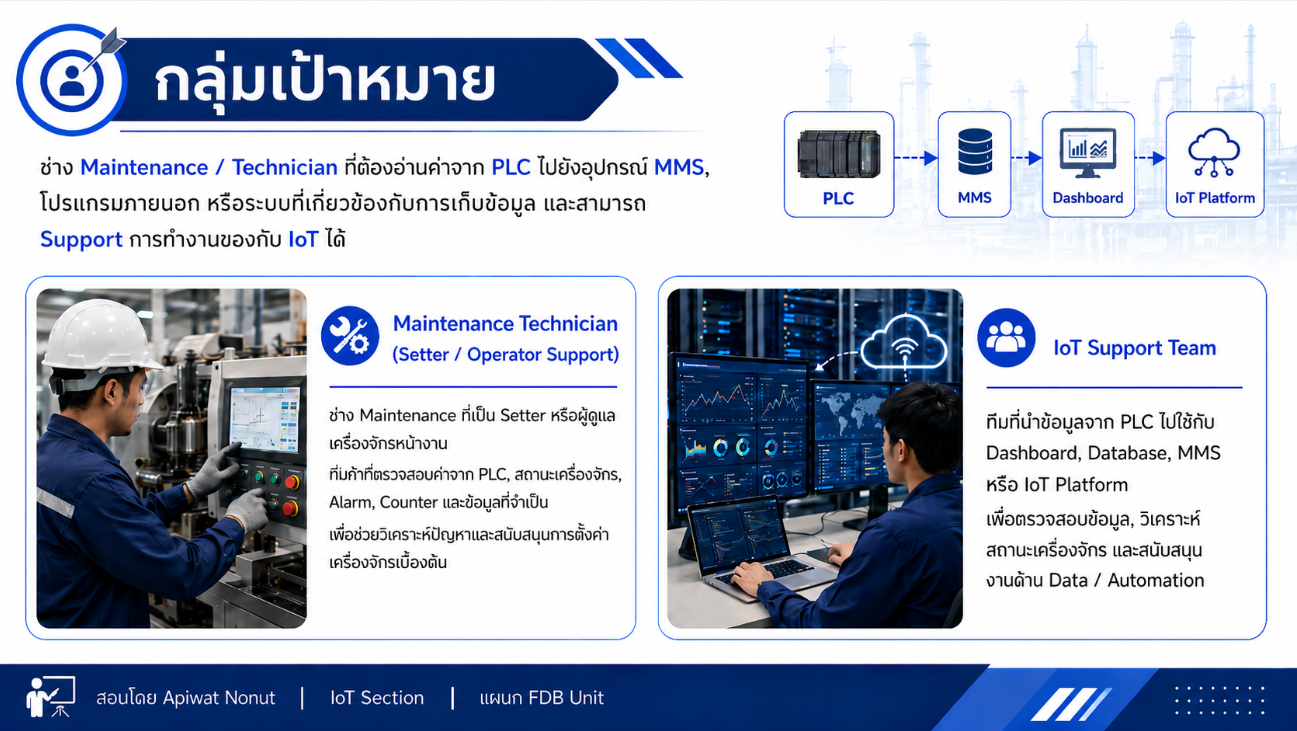 กลุ่มเป้าหมาย
ช่าง Maintenance / Technician ที่ต้องอ่านค่าจาก PLC ไปยังอุปกรณ์ MMS,
โปรแกรมภายนอก หรือระบบที่เกี่ยวข้องกับการเก็บข้อมูล และสามารถ
Support การทำงานของกับ IoT ได้
PLC
MMS
Dashboard
IoT Platform
Maintenance Technician
(Setter / Operator Support)
ช่าง Maintenance ที่เป็น Setter หรือผู้ดูแล
เครื่องจักรหน้างาน
ทีมค้าที่ตรวจสอบค่าจาก PLC, สถานะเครื่องจักร,
Alarm, Counter และข้อมูลที่จำเป็น
เพื่อช่วยวิเคราะห์ปัญหาและสนับสนุนการตั้งค่า
เครื่องจักรเบื้องต้น
IoT Support Team
ทีมที่นำข้อมูลจาก PLC ไปใช้กับ
Dashboard, Database, MMS
หรือ IoT Platform
เพื่อตรวจสอบข้อมูล, วิเคราะห์
สถานะเครื่องจักร และสนับสนุน
งานด้าน Data / Automation
สอนโดย Apiwat Nonut | IoT Section | แผนก FDB Unit